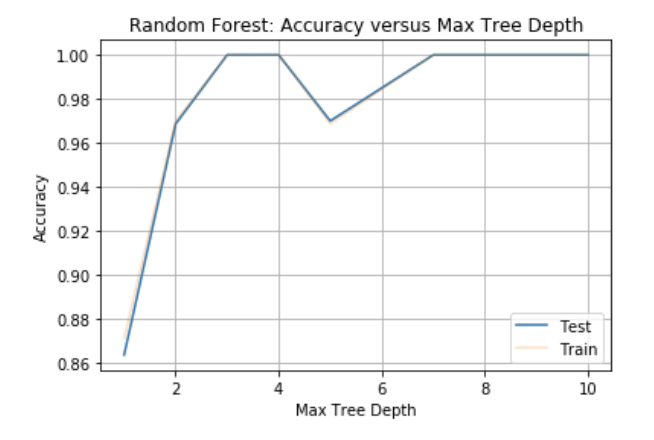 Random Forest: Accuracy versus Max Tree Depth
1.00
0.98
0.96
0.94
0.92
0.90
0.88
0.86
Accuracy
Test
Train
2 4 6 8 10
Max Tree Depth